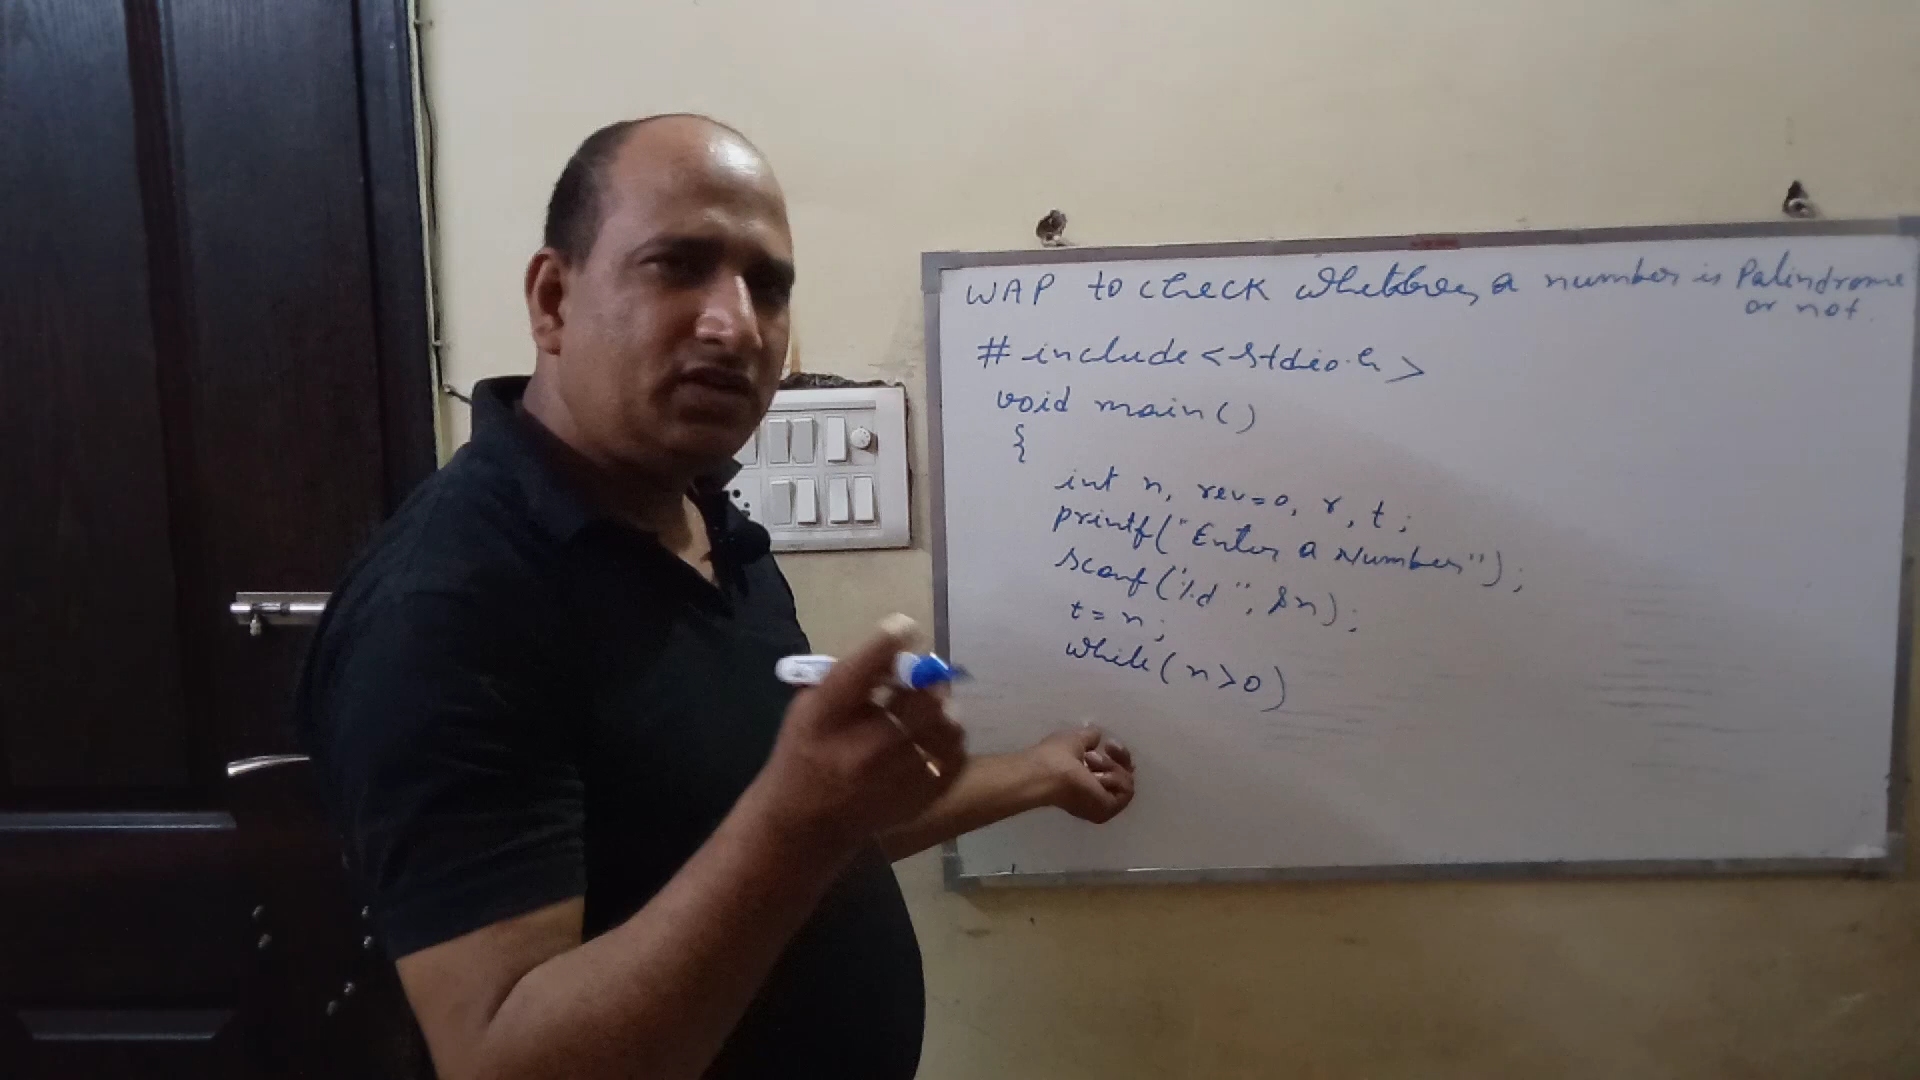 WAP to check whether a number is Palindrome
or not.
#include<stdio.h>
void main()
{
int n, rev=0, r, t;
printf("Enter a Number");
scanf("%d", &n);
t=n;
while(n>0)